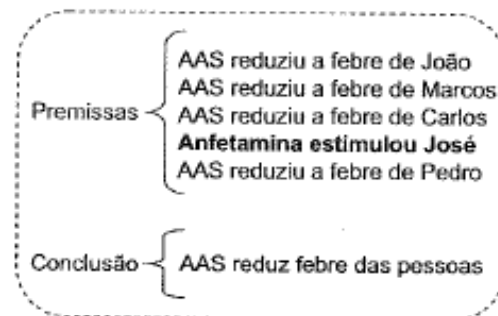 Premissas
AAS reduziu a febre de João
AAS reduziu a febre de Marcos
AAS reduziu a febre de Carlos
Anfetamina estimulou José
AAS reduziu a febre de Pedro
Conclusão
AAS reduz febre das pessoas